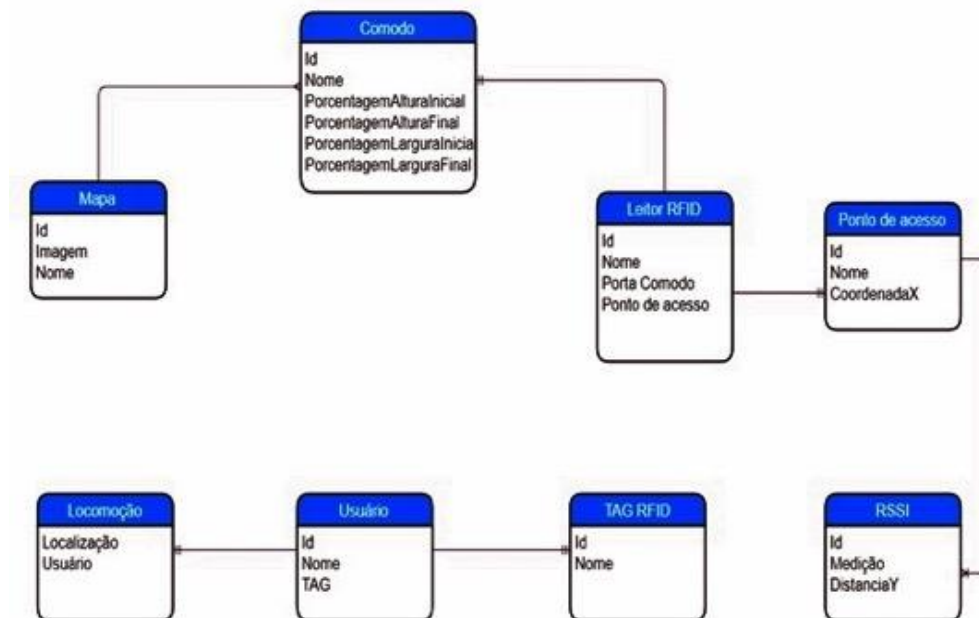 Comodo
Id
Nome
PorcentagemAlturaInicial
PorcentagemAlturaFinal
PorcentagemLarguraInicia
PorcentagemLarguraFinal
Mapa
Id
Imagem
Nome
Leitor RFID
Id
Nome
Porta Comodo
Ponto de acesso
Ponto de acesso
Id
Nome
CoordenadaX
Locomoção
Localização
Usuário
Usuário
Id
Nome
TAG
TAG RFID
Id
Nome
RSSI
Id
Medição
DistanciaY